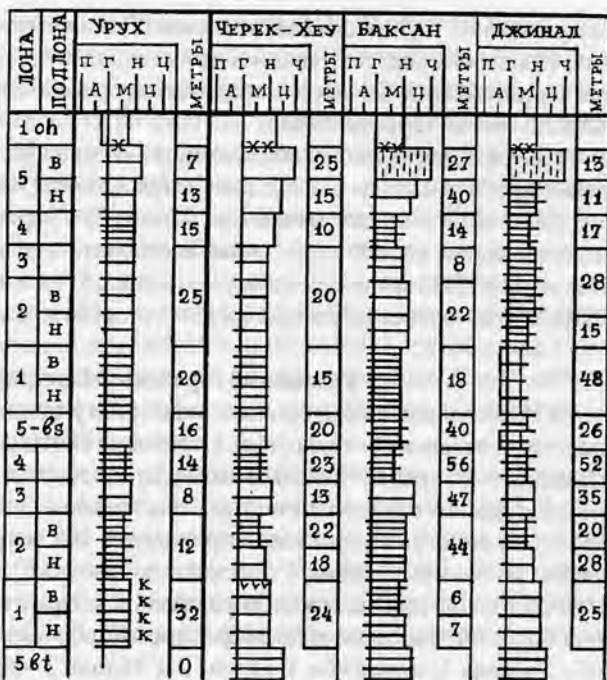 УРУХ ЧЕРЕК-ХЕУ БАКСАН ДЖИНАЛ
ЛОНА ПОДЛОНА П Г Н Ц МЕТРЫ П Г Н Ц МЕТРЫ П Г Н Ч МЕТРЫ П Г Н Ч МЕТРЫ
А М Ц А М Ц А М Ц А М Ц
1 oh × ×× ×× ××
5 В 7 25 27 13
Н 13 15 40 11
4 15 10 14 17
3 8
28
2 В 25 20 22
Н 15
1 В 20 15 18 48
Н
5-bs 16 20 40 26
4 14 23 56 52
3 8 13 47 35
2 В 12 22 44 20
Н 18 28
1 В К VVV 6
К 32 24 25
Н К 7
К
5bt 0